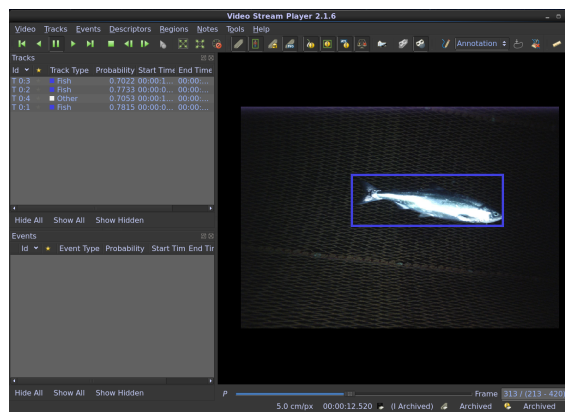 Video Stream Player 2.1.6
Video Tracks Events Descriptors Regions Notes Tools Help
Annotation
Tracks
Id Track Type Probability Start Time End Time
T 0:3 Fish 0.7022 00:00:1... 00:00:...
T 0:2 Fish 0.7733 00:00:0... 00:00:...
T 0:4 Other 0.7053 00:00:1... 00:00:...
T 0:1 Fish 0.7815 00:00:0... 00:00:...
Hide All Show All Show Hidden
Events
Id Event Type Probability Start Tim End Tir
Hide All Show All Show Hidden
P Frame 313 / (213 - 420)
5.0 cm/px 00:00:12.520 (I Archived) Archived Archived